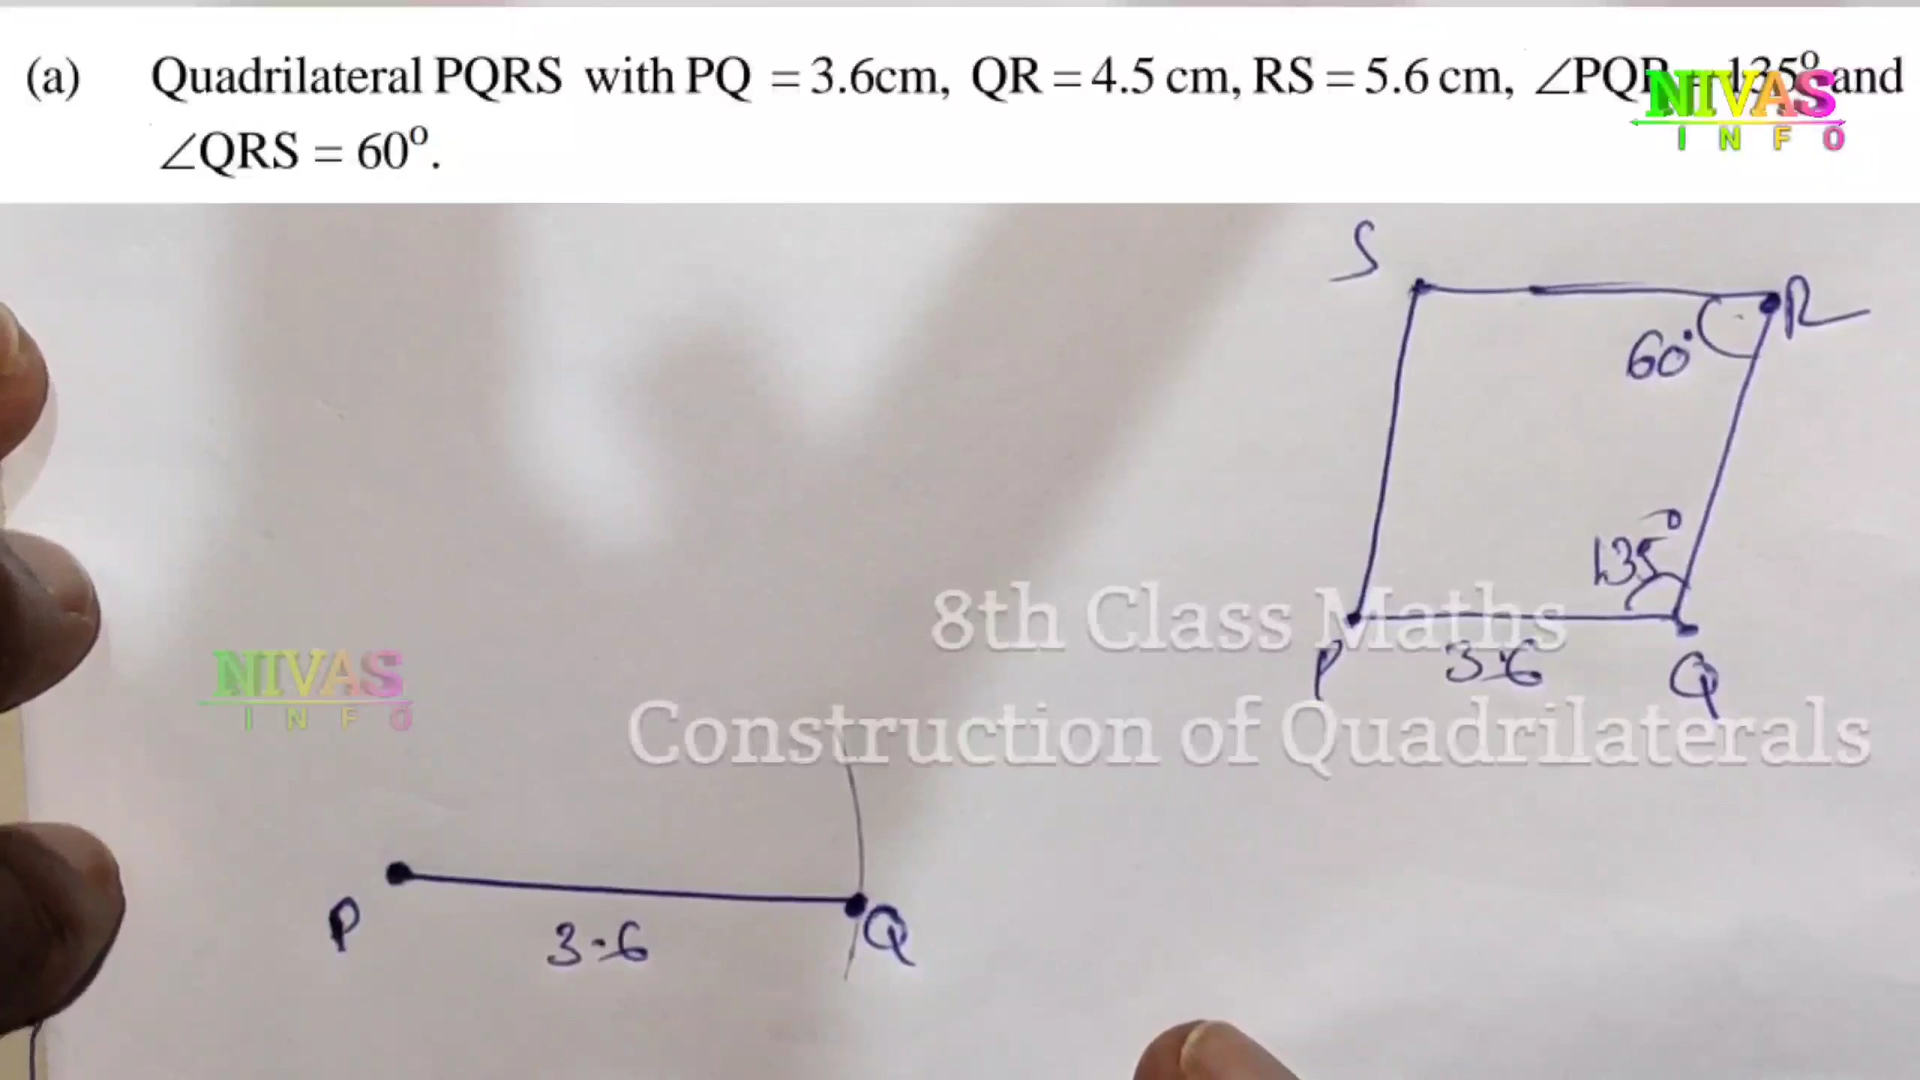 (a) Quadrilateral PQRS with PQ = 3.6cm, QR = 4.5 cm, RS = 5.6 cm, ∠PQR = 135° and
∠QRS = 60°.
NIVAS
INFO
S
R
60°
135°
8th Class Maths
P
3.6
Q
NIVAS
INFO
Construction of Quadrilaterals
P
3.6
Q